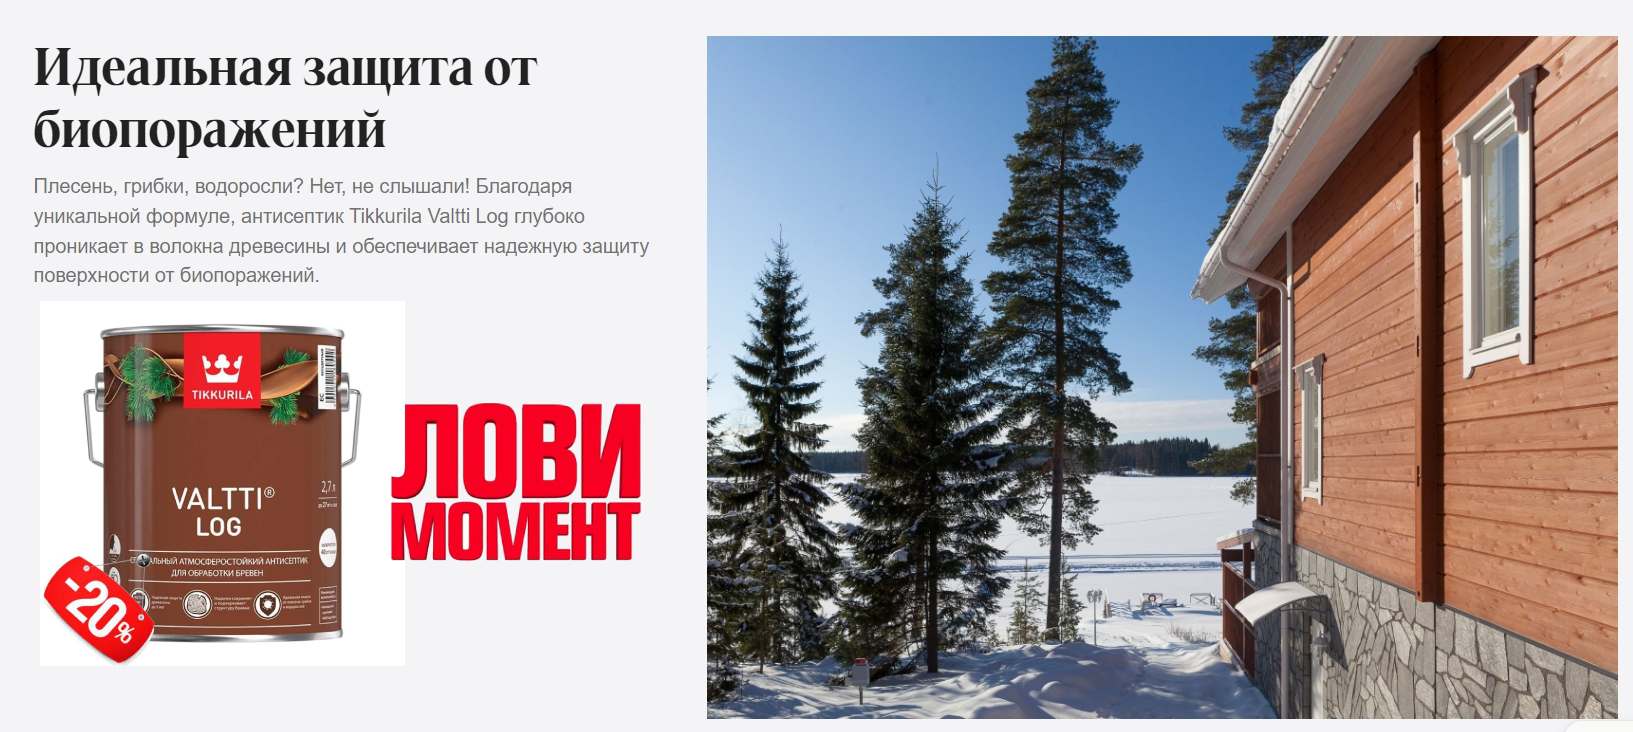 Идеальная защита от
биопоражений
Плесень, грибки, водоросли? Нет, не слышали! Благодаря
уникальной формуле, антисептик Tikkurila Valtti Log глубоко
проникает в волокна древесины и обеспечивает надежную защиту
поверхности от биопоражений.
TIKKURILA
EC
VALTTI®
LOG
2,7 л
АТМОСФЕРОСТОЙКИЙ АНТИСЕПТИК
ДЛЯ ОБРАБОТКИ БРЕВЕН
-20%
ЛОВИ
МОМЕНТ